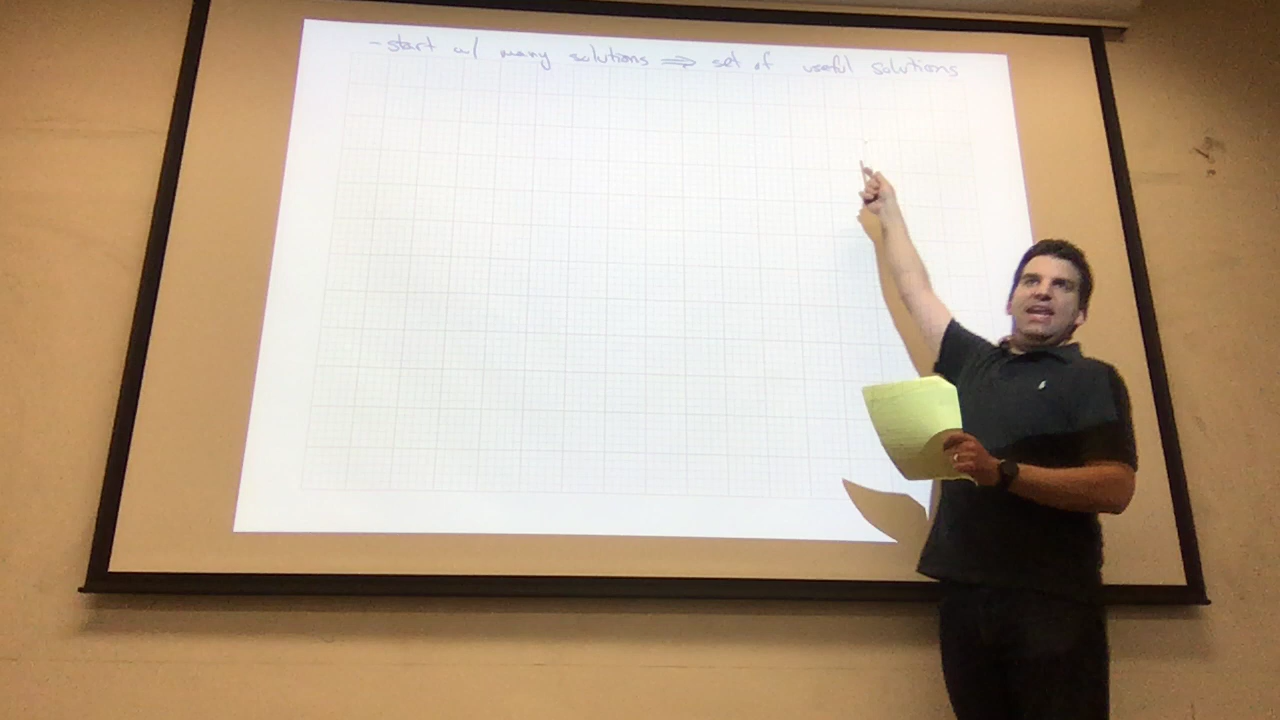 - start w/ many solutions ⇒ set of useful solutions